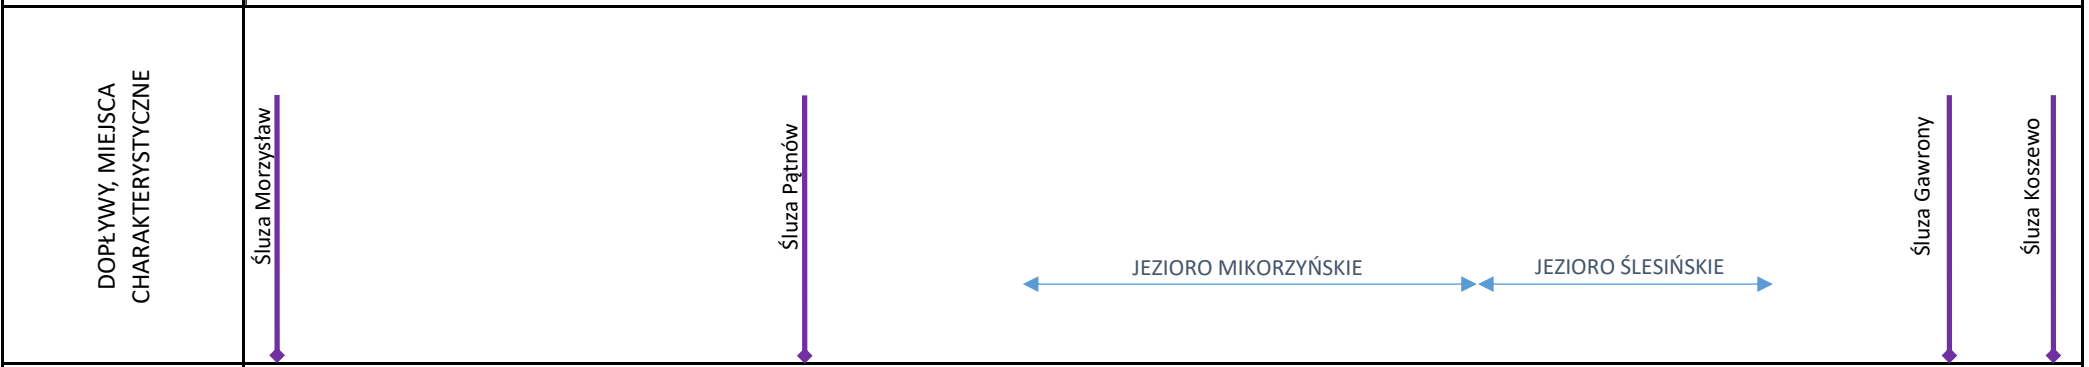 DOPŁYWY, MIEJSCA
CHARAKTERYSTYCZNE
Śluza Morzysław
Śluza Pątnów
JEZIORO MIKORZYŃSKIE
JEZIORO ŚLESIŃSKIE
Śluza Gawrony
Śluza Koszewo